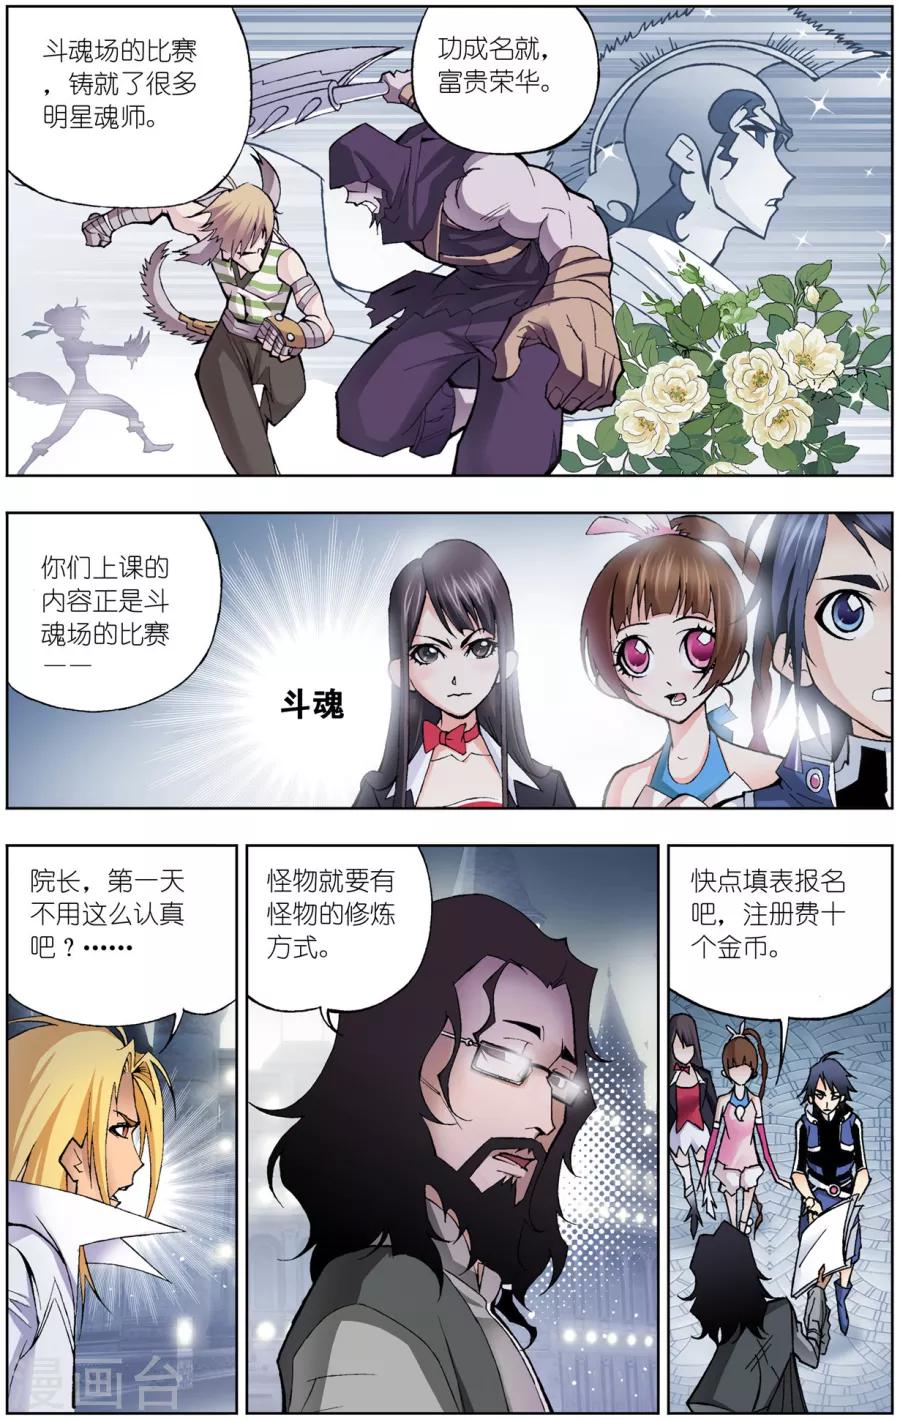 斗魂场的比赛
，铸就了很多
明星魂师。
功成名就，
富贵荣华。
你们上课的
内容正是斗
魂场的比赛
——
斗魂
院长，第一天
不用这么认真
吧？……
怪物就要有
怪物的修炼
方式。
快点填表报名
吧，注册费十
个金币。
漫画台